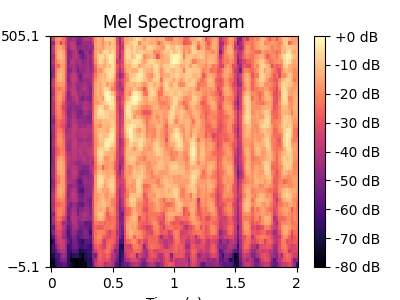 Mel Spectrogram
505.1
-5.1
0
0.5
1
1.5
2
+0 dB
-10 dB
-20 dB
-30 dB
-40 dB
-50 dB
-60 dB
-70 dB
-80 dB